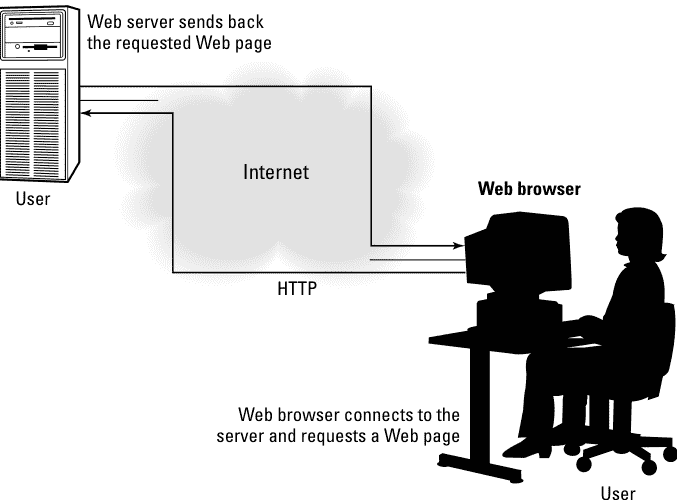 Web server sends back
the requested Web page
User
Internet
Web browser
HTTP
Web browser connects to the
server and requests a Web page
User